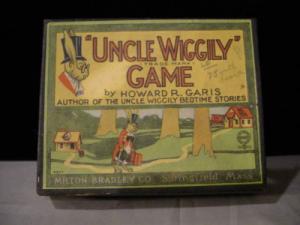 "UNCLE WIGGILY"
TRADE MARK
GAME
by HOWARD R. GARIS
AUTHOR OF THE UNCLE WIGGILY BEDTIME STORIES
MILTON BRADLEY CO. Springfield Mass.